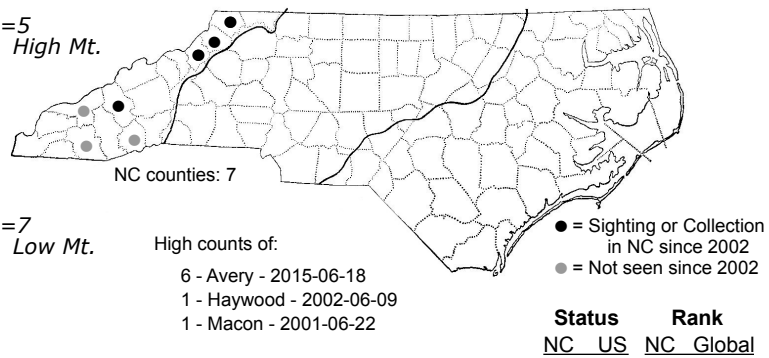 =5
High Mt.
NC counties: 7
=7
Low Mt.
High counts of:
6 - Avery - 2015-06-18
1 - Haywood - 2002-06-09
1 - Macon - 2001-06-22
● = Sighting or Collection
in NC since 2002
● = Not seen since 2002
Status Rank
NC US NC Global